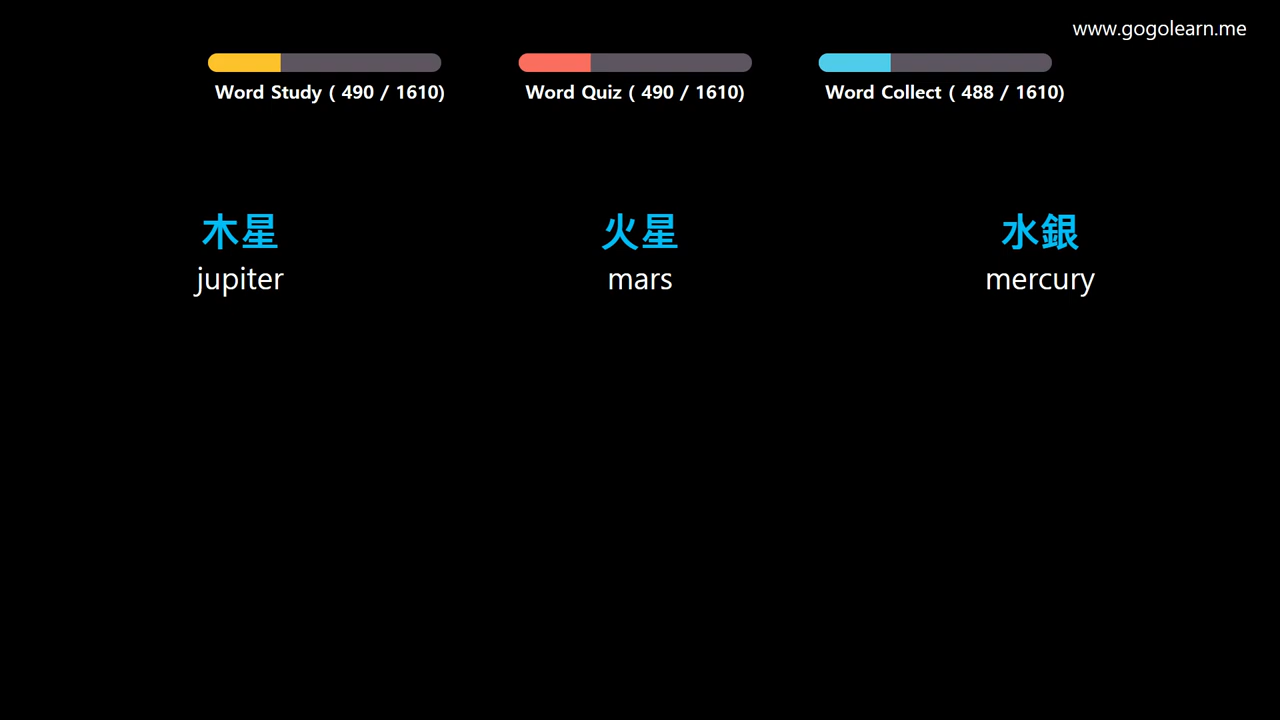 www.gogolearn.me
Word Study ( 490 / 1610)
Word Quiz ( 490 / 1610)
Word Collect ( 488 / 1610)
木星
jupiter
火星
mars
水銀
mercury